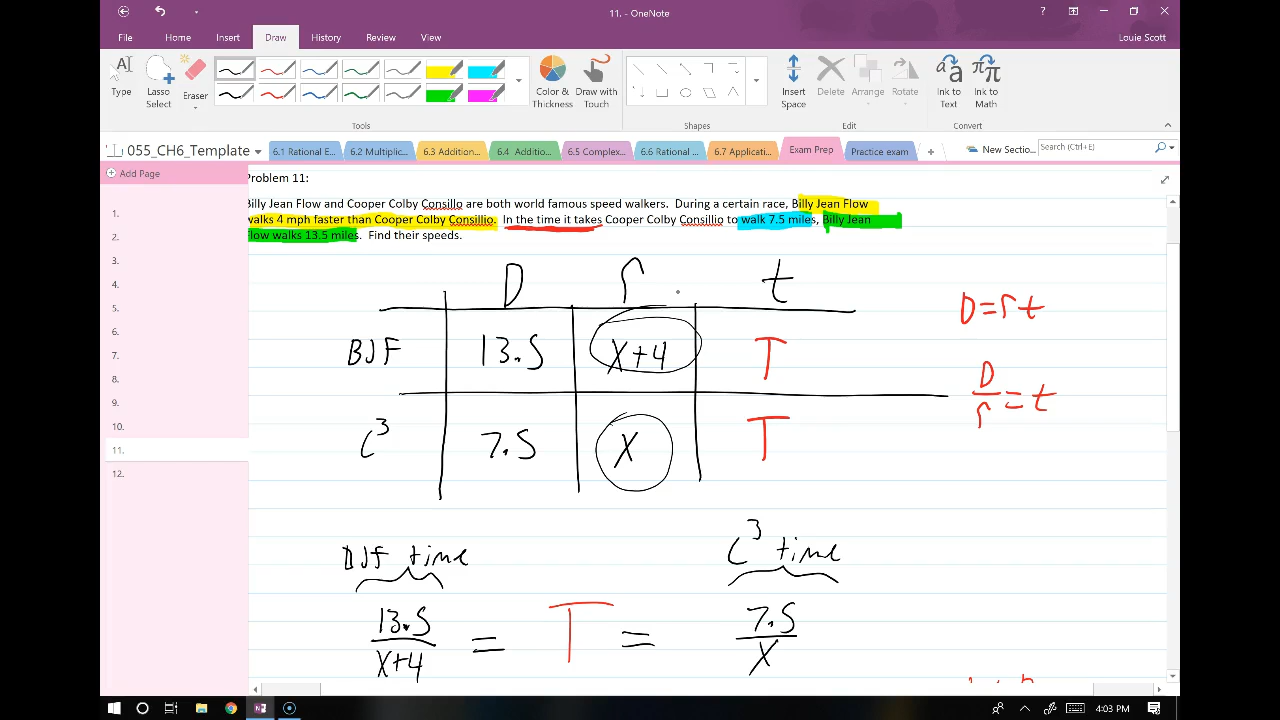 11. - OneNote
?
Louie Scott
File Home Insert Draw History Review View
Type
Lasso Select
Eraser
Color & Thickness
Draw with Touch
Insert Space
Delete
Arrange
Rotate
Ink to Text
Ink to Math
Tools
Shapes
Edit
Convert
055_CH6_Template
6.1 Rational E...
6.2 Multiplic...
6.3 Addition...
6.4 Additio...
6.5 Complex...
6.6 Rational ...
6.7 Applicati...
Exam Prep
Practice exam
+
New Sectio...
Search (Ctrl+E)
Add Page
1.
2.
3.
4.
5.
6.
7.
8.
9.
10.
11.
12.
Problem 11:
Billy Jean Flow and Cooper Colby Consillo are both world famous speed walkers. During a certain race, Billy Jean Flow
walks 4 mph faster than Cooper Colby Consillio. In the time it takes Cooper Colby Consillio to walk 7.5 miles, Billy Jean
Flow walks 13.5 miles. Find their speeds.
D r t
BJF 13.5 X+4 T
C³ 7.5 X T
D=rt
D/r = t
BJF time
C³ time
13.5/X+4 = T = 7.5/X
4:03 PM